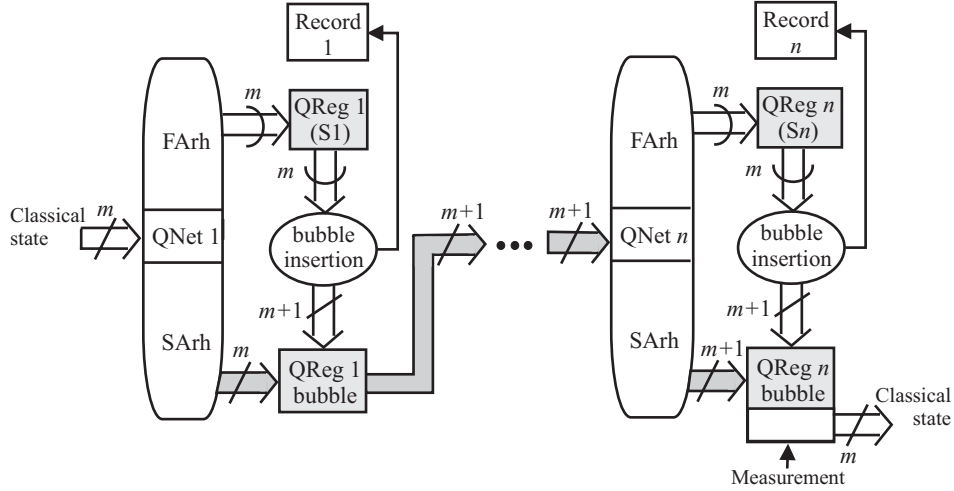 Record
1
m
QReg 1
(S1)
FArh
m
Classical
state
m
QNet 1
bubble
insertion
m+1
m+1
SArh
m
QReg 1
bubble
Record
n
m
QReg n
(Sn)
FArh
m
m+1
QNet n
bubble
insertion
m+1
SArh
m+1
QReg n
bubble
Classical
state
m
Measurement